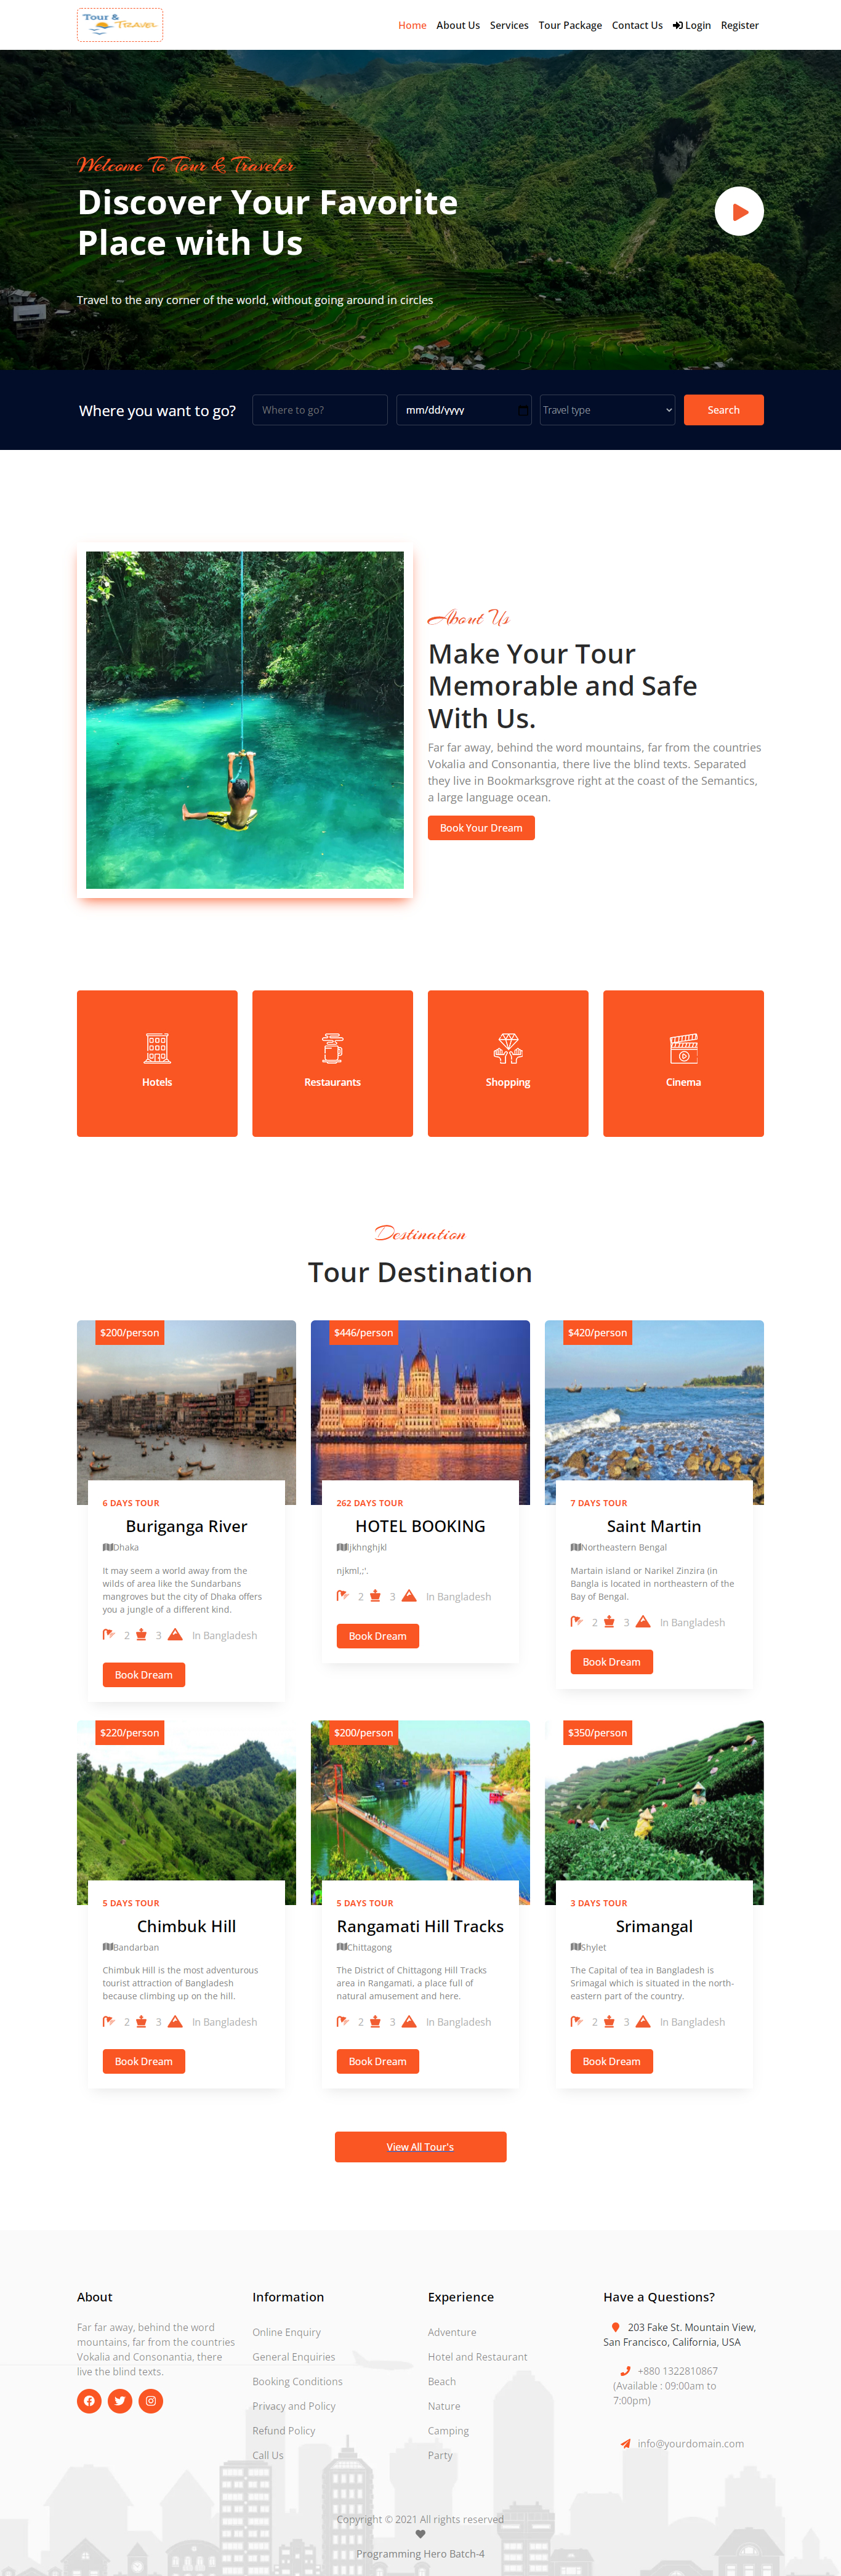 Tour &
Travel
Home
About Us
Services
Tour Package
Contact Us
Login
Register
Welcome To Tour & Traveler
Discover Your Favorite
Place with Us
Travel to the any corner of the world, without going around in circles
Where you want to go?
Where to go?
mm/dd/yyyy
Travel type
Search
About Us
Make Your Tour
Memorable and Safe
With Us.
Far far away, behind the word mountains, far from the countries
Vokalia and Consonantia, there live the blind texts. Separated
they live in Bookmarksgrove right at the coast of the Semantics,
a large language ocean.
Book Your Dream
Hotels
Restaurants
Shopping
Cinema
Destination
Tour Destination
$200/person
6 DAYS TOUR
Buriganga River
Dhaka
It may seem a world away from the
wilds of area like the Sundarbans
mangroves but the city of Dhaka offers
you a jungle of a different kind.
2 3 In Bangladesh
Book Dream
$446/person
262 DAYS TOUR
HOTEL BOOKING
ijkhnghjkl
njkml,;'.
2 3 In Bangladesh
Book Dream
$420/person
7 DAYS TOUR
Saint Martin
Northeastern Bengal
Martain island or Narikel Zinzira (in
Bangla is located in northeastern of the
Bay of Bengal.
2 3 In Bangladesh
Book Dream
$220/person
5 DAYS TOUR
Chimbuk Hill
Bandarban
Chimbuk Hill is the most adventurous
tourist attraction of Bangladesh
because climbing up on the hill.
2 3 In Bangladesh
Book Dream
$200/person
5 DAYS TOUR
Rangamati Hill Tracks
Chittagong
The District of Chittagong Hill Tracks
area in Rangamati, a place full of
natural amusement and here.
2 3 In Bangladesh
Book Dream
$350/person
3 DAYS TOUR
Srimangal
Shylet
The Capital of tea in Bangladesh is
Srimagal which is situated in the north-
eastern part of the country.
2 3 In Bangladesh
Book Dream
View All Tour's
About
Far far away, behind the word
mountains, far from the countries
Vokalia and Consonantia, there
live the blind texts.
Information
Online Enquiry
General Enquiries
Booking Conditions
Privacy and Policy
Refund Policy
Call Us
Experience
Adventure
Hotel and Restaurant
Beach
Nature
Camping
Party
Have a Questions?
203 Fake St. Mountain View,
San Francisco, California, USA
+880 1322810867
(Available : 09:00am to
7:00pm)
info@yourdomain.com
Copyright © 2021 All rights reserved
Programming Hero Batch-4